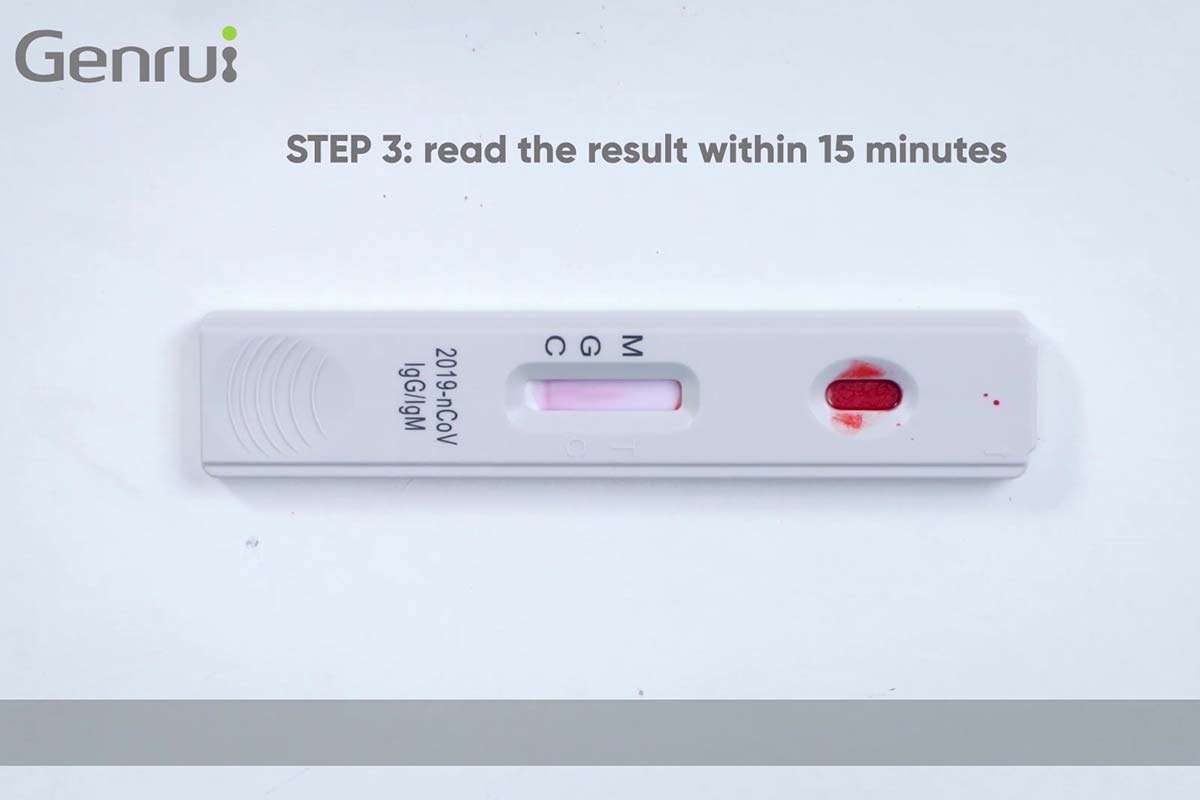 Genrui
STEP 3: read the result within 15 minutes
C G M
2019-nCoV
IgG/IgM
C T